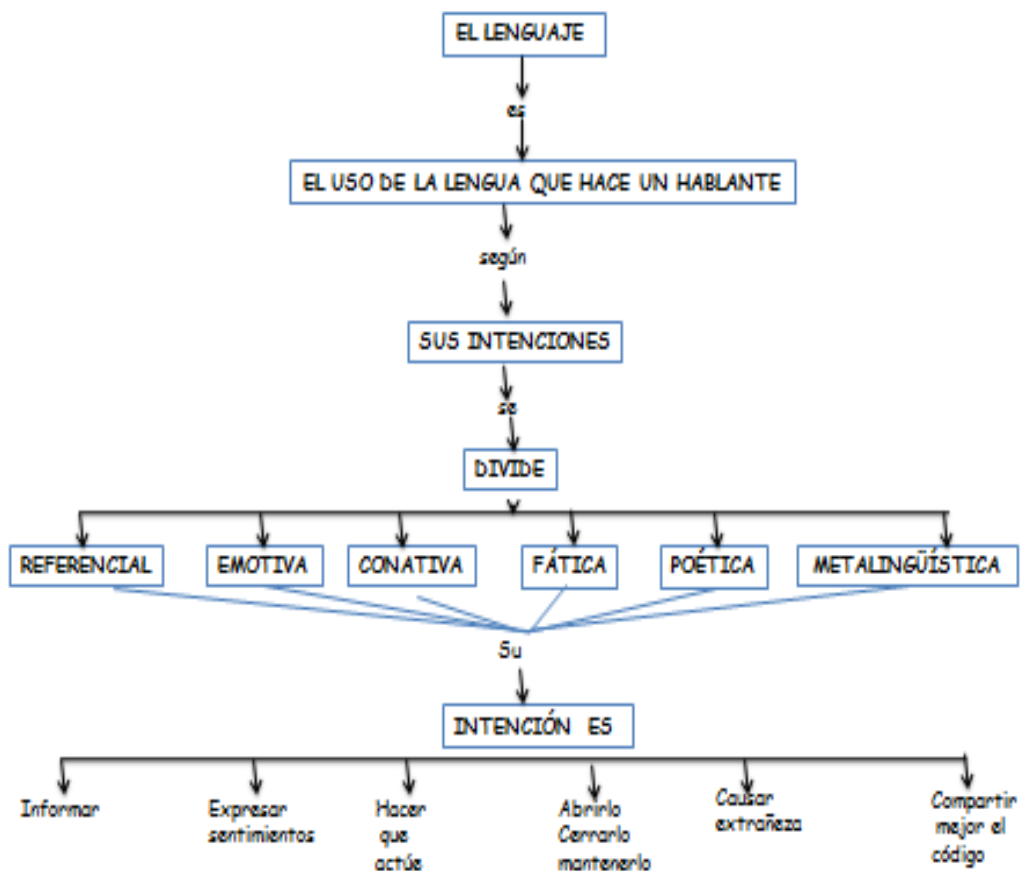 EL LENGUAJE
es
EL USO DE LA LENGUA QUE HACE UN HABLANTE
según
SUS INTENCIONES
se
DIVIDE
REFERENCIAL
EMOTIVA
CONATIVA
FÁTICA
POÉTICA
METALINGÜÍSTICA
Su
INTENCIÓN ES
Informar
Expresar
sentimientos
Hacer
que
actúe
Abrirlo
Cerrarlo
mantenerlo
Causar
extrañeza
Compartir
mejor el
código